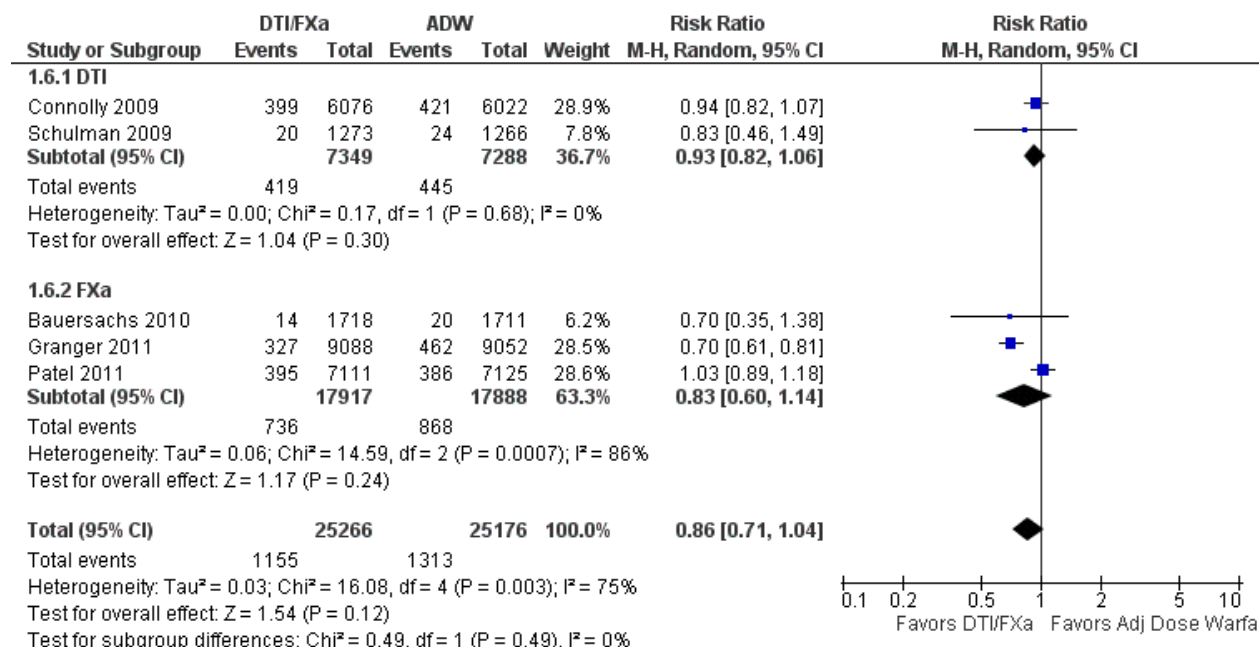 DTI/FXa ADW Risk Ratio Risk Ratio
Study or Subgroup Events Total Events Total Weight M-H, Random, 95% CI M-H, Random, 95% CI
1.6.1 DTI
Connolly 2009 399 6076 421 6022 28.9% 0.94 [0.82, 1.07]
Schulman 2009 20 1273 24 1266 7.8% 0.83 [0.46, 1.49]
Subtotal (95% CI) 7349 7288 36.7% 0.93 [0.82, 1.06]
Total events 419 445
Heterogeneity: Tau² = 0.00; Chi² = 0.17, df = 1 (P = 0.68); I² = 0%
Test for overall effect: Z = 1.04 (P = 0.30)
1.6.2 FXa
Bauersachs 2010 14 1718 20 1711 6.2% 0.70 [0.35, 1.38]
Granger 2011 327 9088 462 9052 28.5% 0.70 [0.61, 0.81]
Patel 2011 395 7111 386 7125 28.6% 1.03 [0.89, 1.18]
Subtotal (95% CI) 17917 17888 63.3% 0.83 [0.60, 1.14]
Total events 736 868
Heterogeneity: Tau² = 0.06; Chi² = 14.59, df = 2 (P = 0.0007); I² = 86%
Test for overall effect: Z = 1.17 (P = 0.24)
Total (95% CI) 25266 25176 100.0% 0.86 [0.71, 1.04]
Total events 1155 1313
Heterogeneity: Tau² = 0.03; Chi² = 16.08, df = 4 (P = 0.003); I² = 75%
Test for overall effect: Z = 1.54 (P = 0.12)
Test for subgroup differences: Chi² = 0.49, df = 1 (P = 0.49), I² = 0%
0.1 0.2 0.5 1 2 5 10
Favors DTI/FXa Favors Adj Dose Warfa